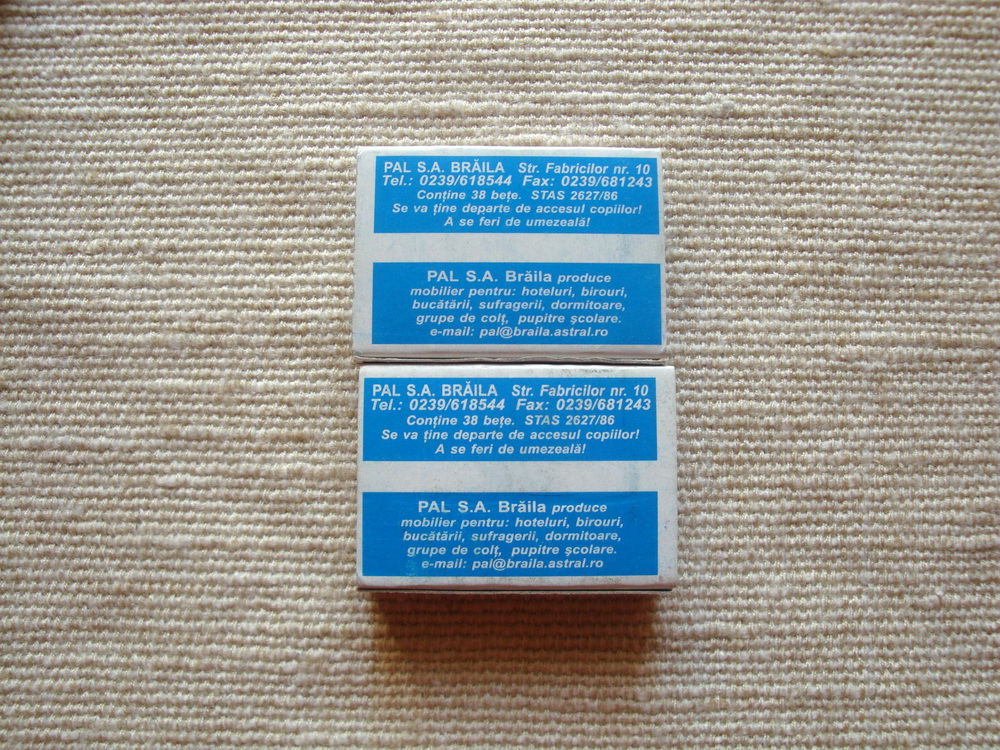 PAL S.A. BRĂILA Str. Fabricilor nr. 10
Tel.: 0239/618544 Fax: 0239/681243
Conține 38 bețe. STAS 2627/86
Se va ține departe de accesul copiilor!
A se feri de umezeală!
PAL S.A. Brăila produce
mobilier pentru: hoteluri, birouri,
bucătării, sufragerii, dormitoare,
grupe de colț, pupitre școlare.
e-mail: pal@braila.astral.ro
PAL S.A. BRĂILA Str. Fabricilor nr. 10
Tel.: 0239/618544 Fax: 0239/681243
Conține 38 bețe. STAS 2627/86
Se va ține departe de accesul copiilor!
A se feri de umezeală!
PAL S.A. Brăila produce
mobilier pentru: hoteluri, birouri,
bucătării, sufragerii, dormitoare,
grupe de colț, pupitre școlare.
e-mail: pal@braila.astral.ro